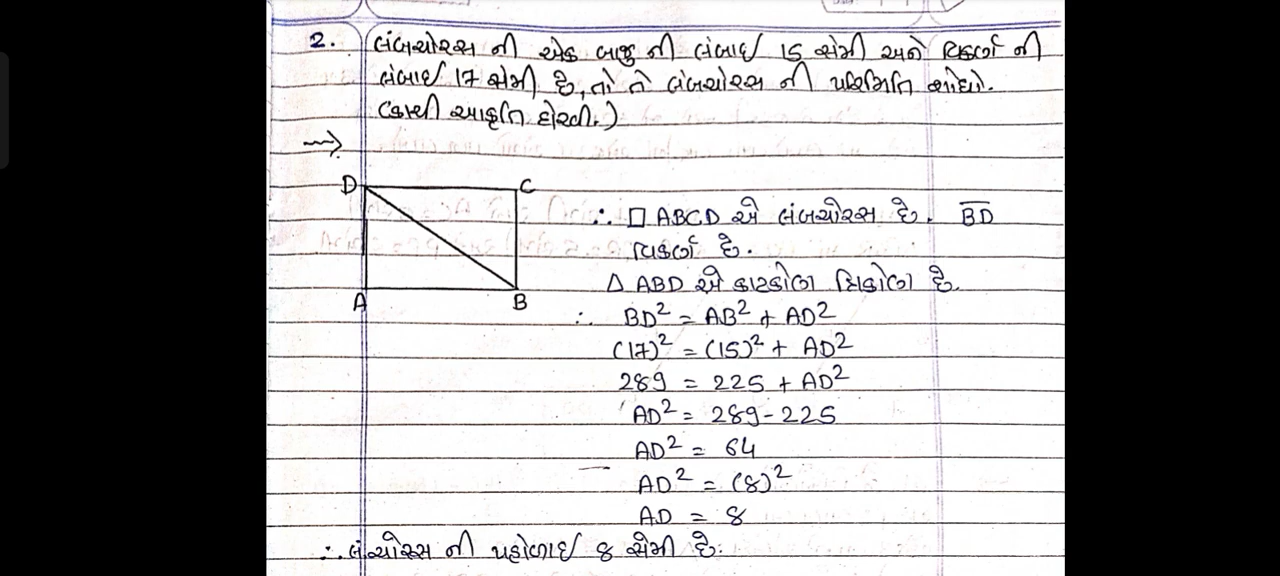 2. લંબચોરસ ની એક બાજુ ની લંબાઈ 15 સેમી અને વિકર્ણ ની
લંબાઈ 17 સેમી છે, તો તે લંબચોરસ ની પરિમિતિ શોધો.
(કાચી આકૃતિ દોરવી.)
D C
∴ □ ABCD એ લંબચોરસ છે. B̅D̅
વિકર્ણ છે.
Δ ABD એ કાટકોણ ત્રિકોણ છે.
A B
∴ BD² = AB² + AD²
(17)² = (15)² + AD²
289 = 225 + AD²
AD² = 289 - 225
AD² = 64
AD² = (8)²
AD = 8
∴ લંચોરસ ની પહોળાઈ 8 સેમી છે.